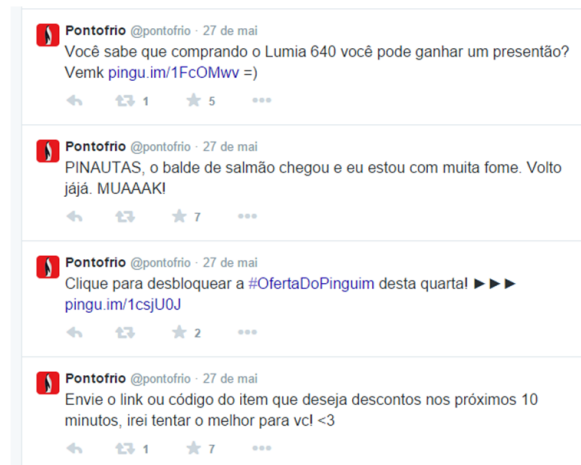 Pontofrio @pontofrio · 27 de mai
Você sabe que comprando o Lumia 640 você pode ganhar um presentão?
Vemk pingu.im/1FcOMwv =)
1 5
Pontofrio @pontofrio · 27 de mai
PINAUTAS, o balde de salmão chegou e eu estou com muita fome. Volto
jájá. MUAAAK!
7
Pontofrio @pontofrio · 27 de mai
Clique para desbloquear a #OfertaDoPinguim desta quarta! ►►►
pingu.im/1csjU0J
2
Pontofrio @pontofrio · 27 de mai
Envie o link ou código do item que deseja descontos nos próximos 10
minutos, irei tentar o melhor para vc! <3
1 7